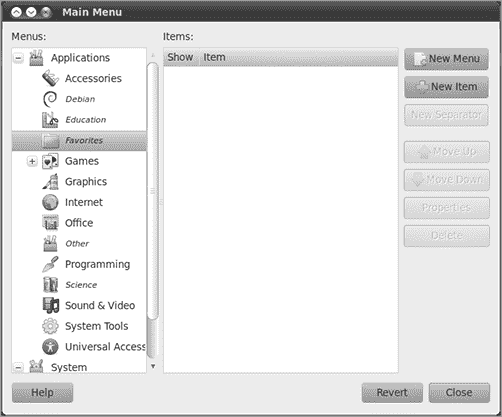 Main Menu
Menus:
Items:
Applications
Accessories
Debian
Education
Favorites
Games
Graphics
Internet
Office
Other
Programming
Science
Sound & Video
System Tools
Universal Access
System
Show Item
New Menu
New Item
New Separator
Move Up
Move Down
Properties
Delete
Help
Revert
Close